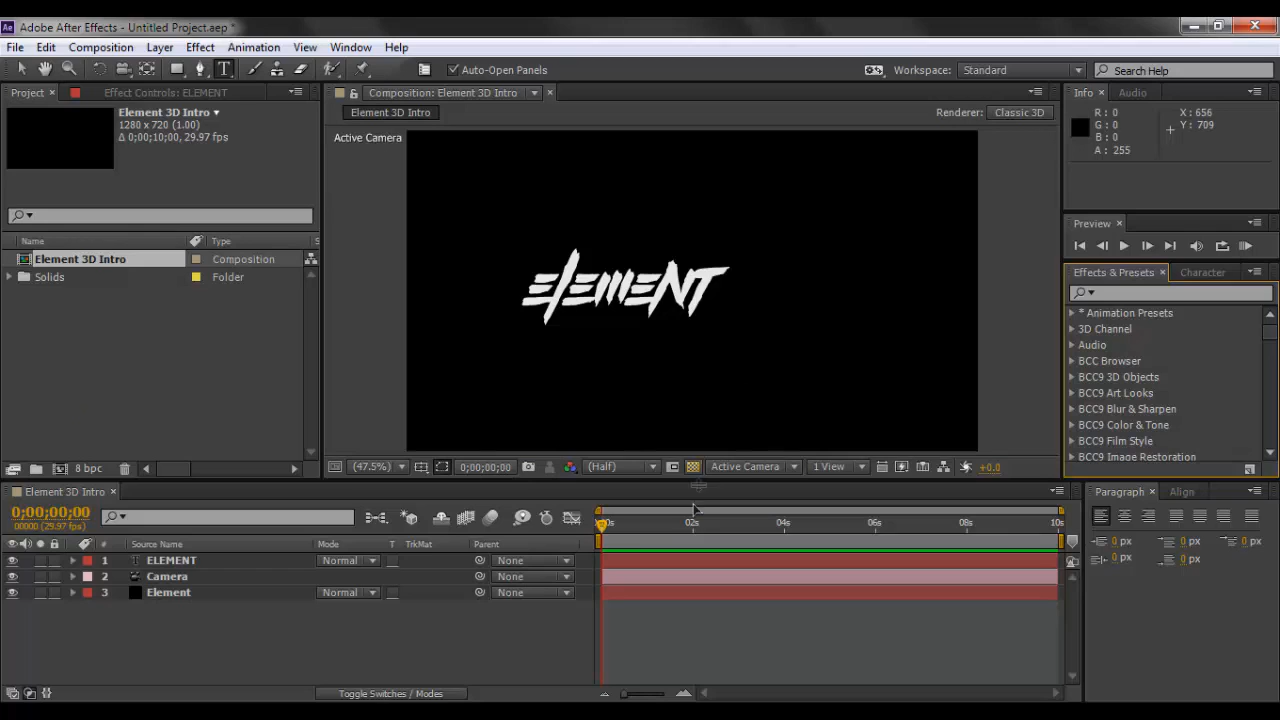 Ae Adobe After Effects - Untitled Project.aep *
File Edit Composition Layer Effect Animation View Window Help
T Auto-Open Panels Workspace: Standard Search Help
Project × Effect Controls: ELEMENT
Element 3D Intro
1280 x 720 (1.00)
Δ 0;00;10;00, 29.97 fps
Name Type S
Element 3D Intro Composition
Solids Folder
8 bpc
Composition: Element 3D Intro ×
Element 3D Intro Renderer: Classic 3D
Active Camera
ELEMENT
(47.5%) 0;00;00;00 (Half) Active Camera 1 View +0.0
Info × Audio
R: 0 X: 656
G: 0 Y: 709
B: 0
A: 255
Preview ×
Effects & Presets × Character
* Animation Presets
3D Channel
Audio
BCC Browser
BCC9 3D Objects
BCC9 Art Looks
BCC9 Blur & Sharpen
BCC9 Color & Tone
BCC9 Film Style
BCC9 Image Restoration
Element 3D Intro ×
0;00;00;00
00000 (29.97 fps)
00s 02s 04s 06s 08s 10s
# Source Name Mode T TrkMat Parent
1 T ELEMENT Normal None
2 Camera None
3 Element Normal None
Toggle Switches / Modes
Paragraph × Align
0 px 0 px 0 px
0 px 0 px